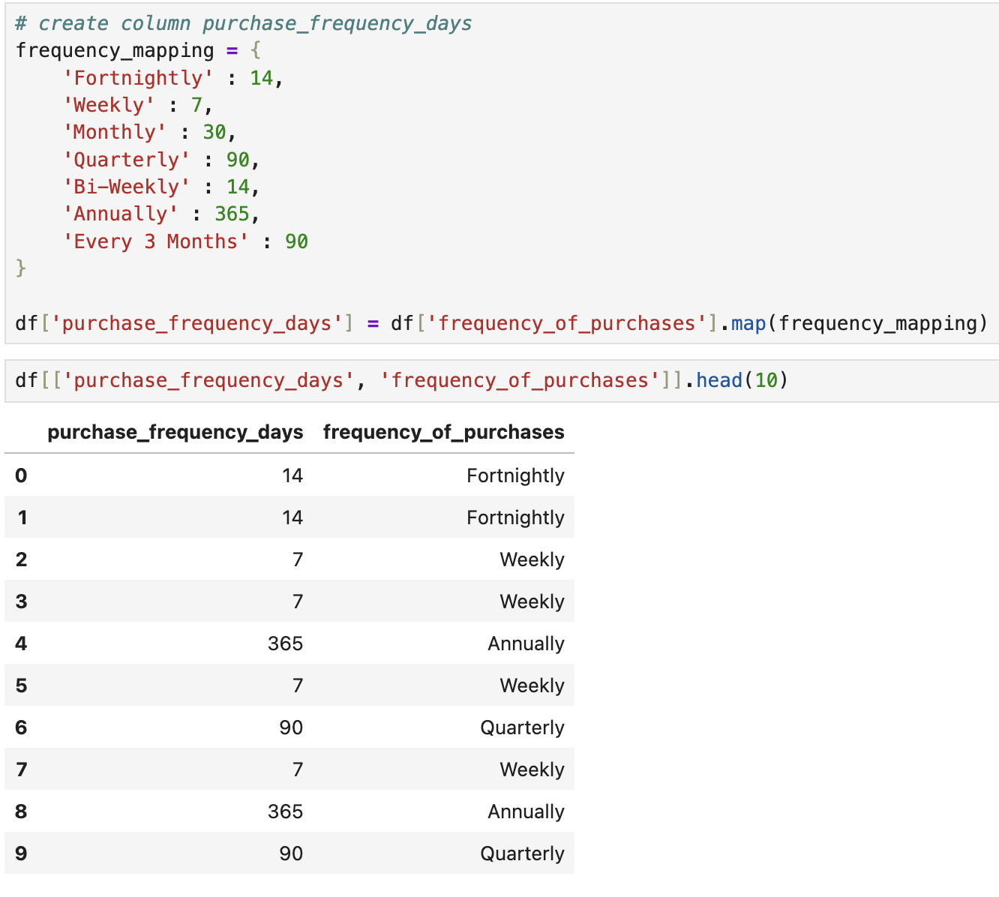 # create column purchase_frequency_days
frequency_mapping = {
    'Fortnightly' : 14,
    'Weekly' : 7,
    'Monthly' : 30,
    'Quarterly' : 90,
    'Bi-Weekly' : 14,
    'Annually' : 365,
    'Every 3 Months' : 90
}
df['purchase_frequency_days'] = df['frequency_of_purchases'].map(frequency_mapping)
df[['purchase_frequency_days', 'frequency_of_purchases']].head(10)
purchase_frequency_days frequency_of_purchases
0 14 Fortnightly
1 14 Fortnightly
2 7 Weekly
3 7 Weekly
4 365 Annually
5 7 Weekly
6 90 Quarterly
7 7 Weekly
8 365 Annually
9 90 Quarterly